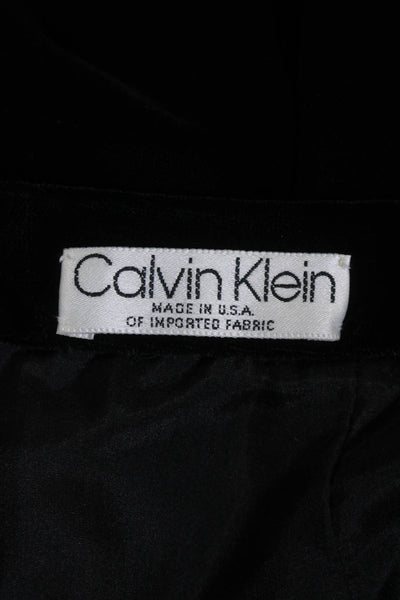 Calvin Klein
MADE IN U.S.A.
OF IMPORTED FABRIC